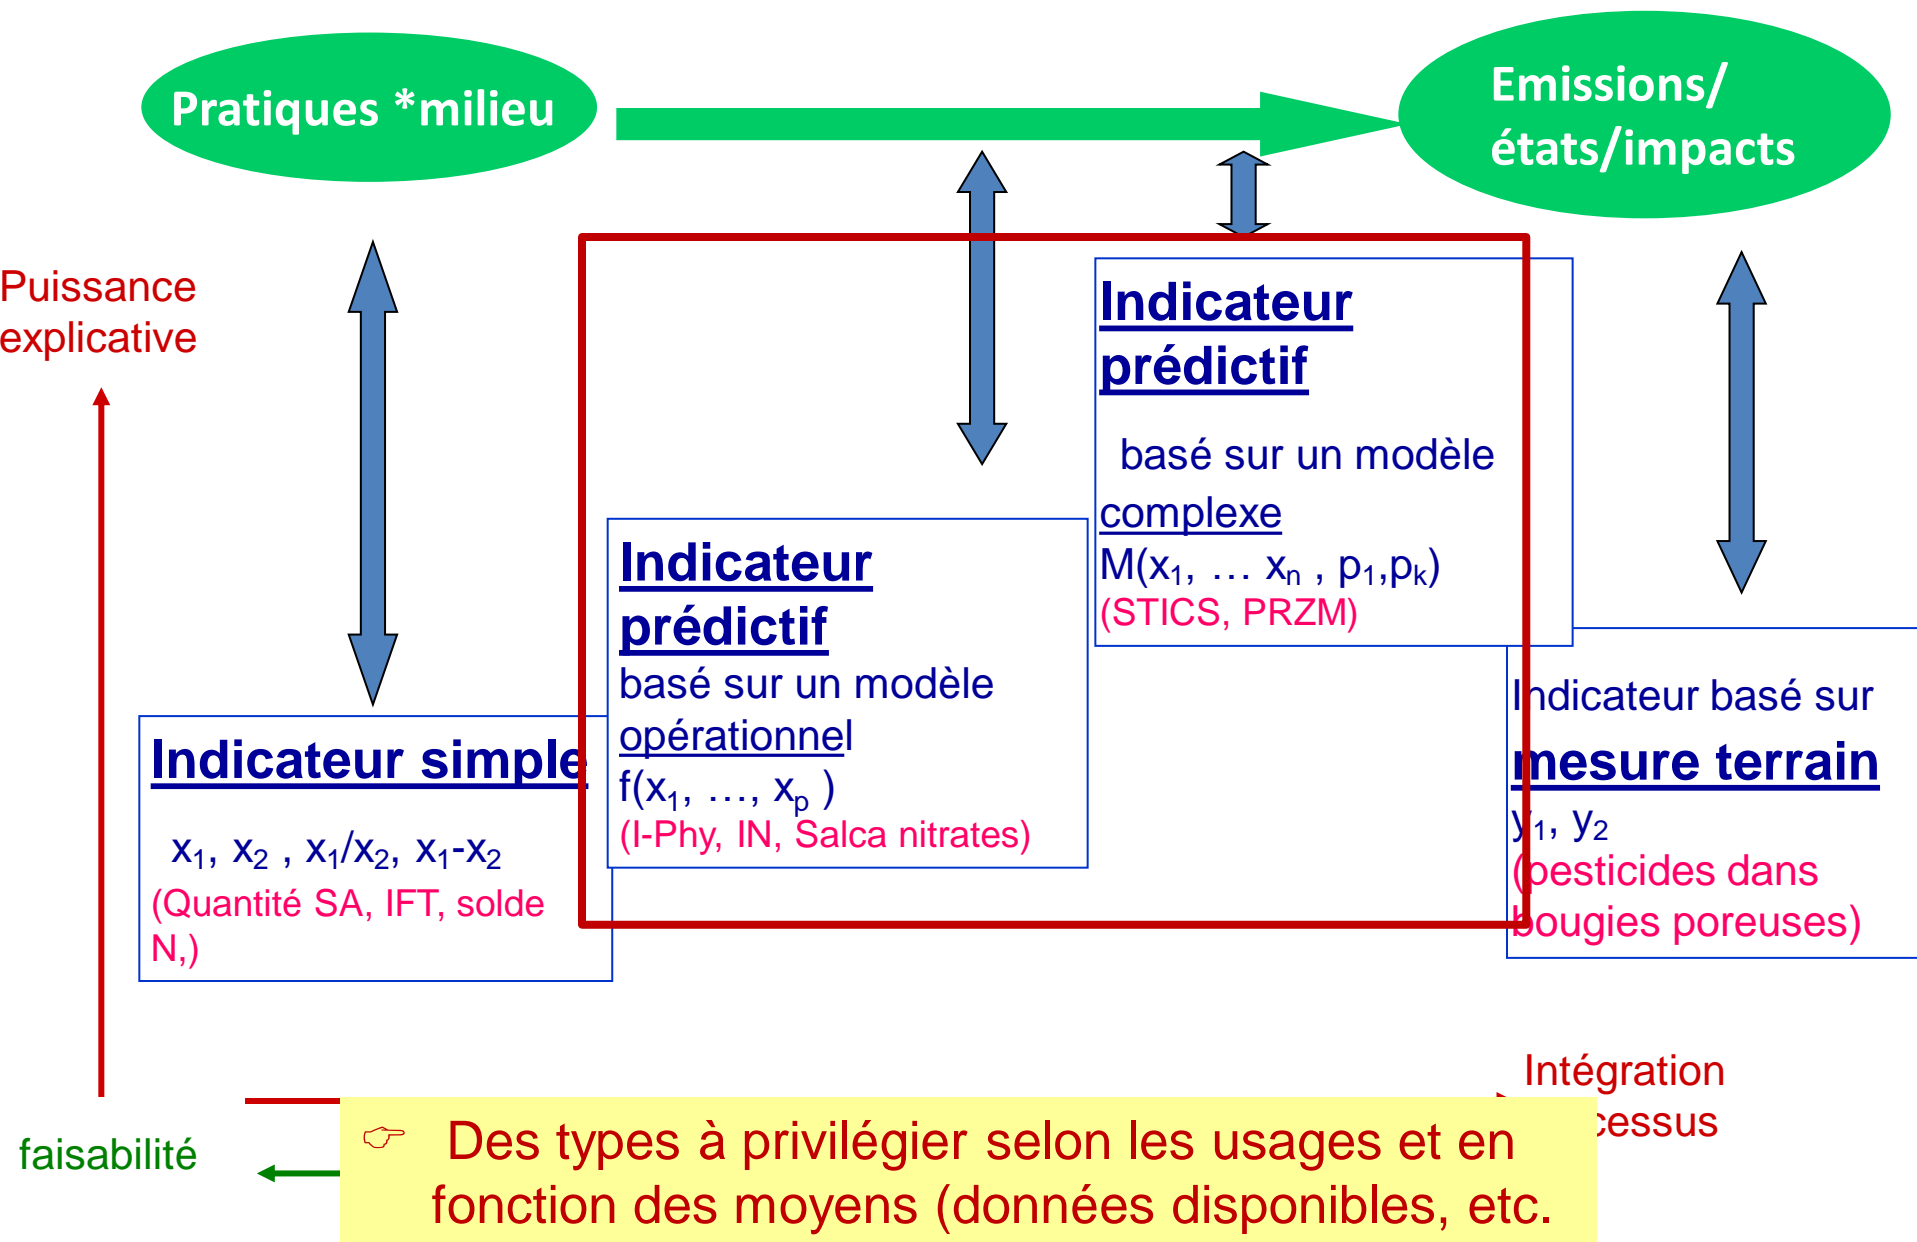 Pratiques *milieu
Emissions/
états/impacts
Puissance
explicative
Indicateur
prédictif
basé sur un modèle
complexe
M(x₁, … xₙ , p₁,pₖ)
(STICS, PRZM)
Indicateur
prédictif
basé sur un modèle
opérationnel
f(x₁, …, xₚ )
(I-Phy, IN, Salca nitrates)
Indicateur simple
x₁, x₂ , x₁/x₂, x₁-x₂
(Quantité SA, IFT, solde
N,)
Indicateur basé sur
mesure terrain
y₁, y₂
(pesticides dans
bougies poreuses)
Intégration
cessus
faisabilité
☞ Des types à privilégier selon les usages et en
fonction des moyens (données disponibles, etc.